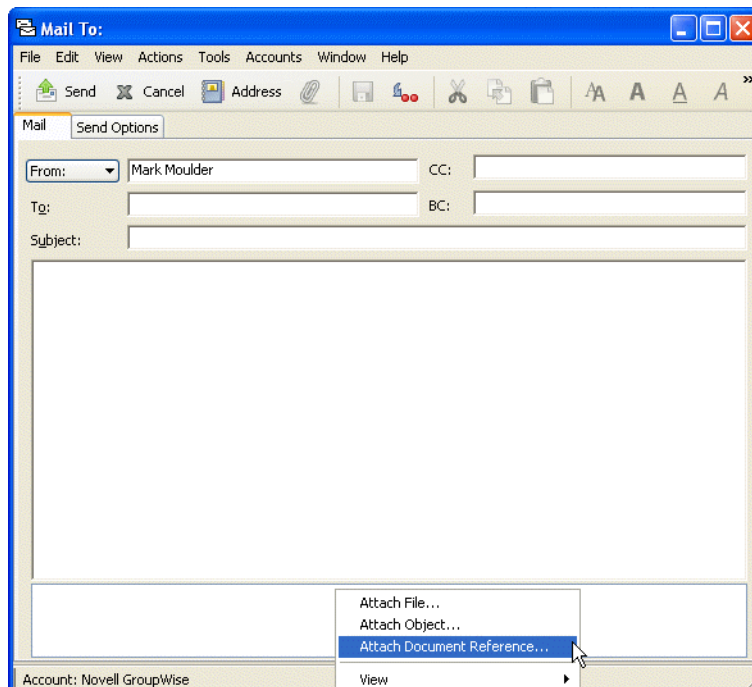 Mail To:
File Edit View Actions Tools Accounts Window Help
Send Cancel Address A A A A
Mail Send Options
From: Mark Moulder CC:
To: BC:
Subject:
Attach File...
Attach Object...
Attach Document Reference...
Account: Novell GroupWise View